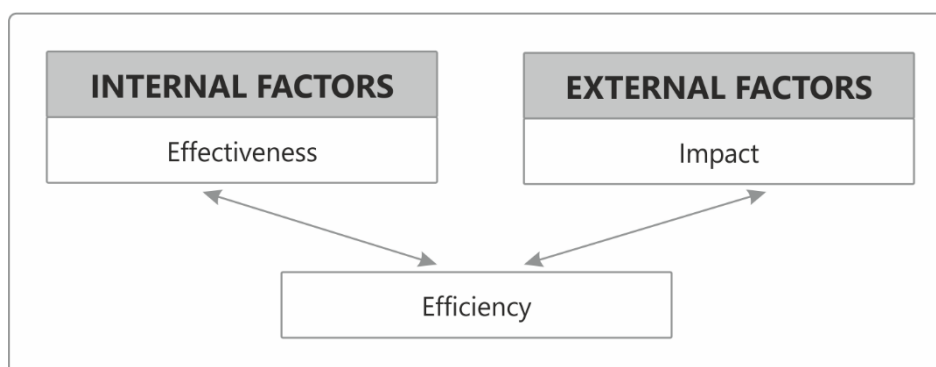 INTERNAL FACTORS
Effectiveness
EXTERNAL FACTORS
Impact
Efficiency